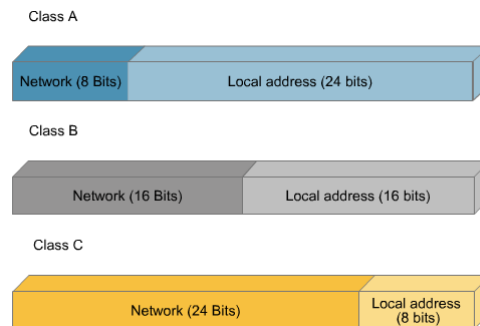 Class A
Network (8 Bits)
Local address (24 bits)
Class B
Network (16 Bits)
Local address (16 bits)
Class C
Network (24 Bits)
Local address
(8 bits)